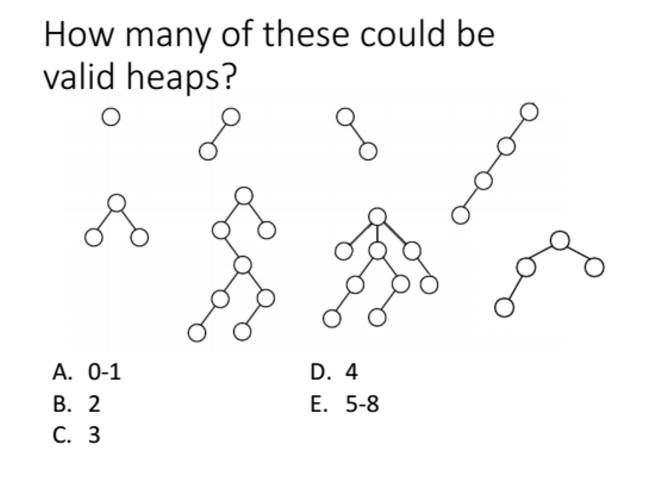 How many of these could be
valid heaps?
A. 0-1
B. 2
C. 3
D. 4
E. 5-8